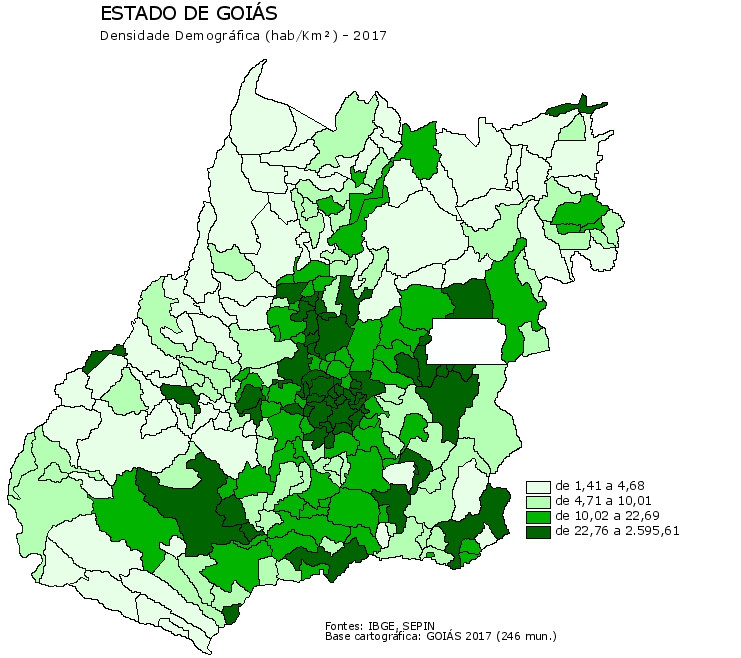 ESTADO DE GOIÁS
Densidade Demográfica (hab/Km²) - 2017
de 1,41 a 4,68
de 4,71 a 10,01
de 10,02 a 22,69
de 22,76 a 2.595,61
Fontes: IBGE, SEPIN
Base cartográfica: GOIÁS 2017 (246 mun.)